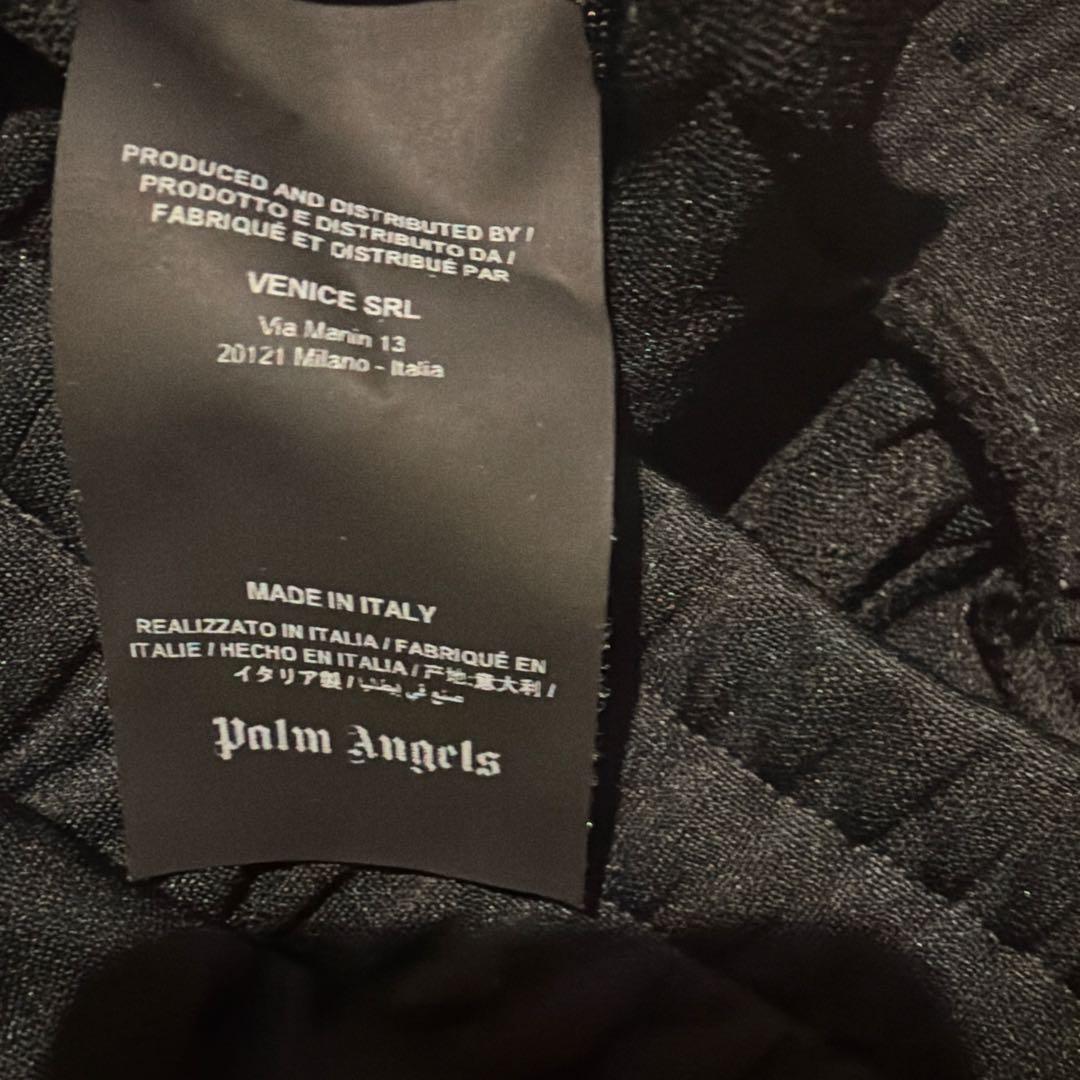 PRODUCED AND DISTRIBUTED BY /
PRODOTTO E DISTRIBUITO DA /
FABRIQUÉ ET DISTRIBUÉ PAR
VENICE SRL
Via Manin 13
20121 Milano - Italia
MADE IN ITALY
REALIZZATO IN ITALIA / FABRIQUÉ EN
ITALIE / HECHO EN ITALIA / 产地:意大利 /
イタリア製 / صنع في إيطاليا
Palm Angels